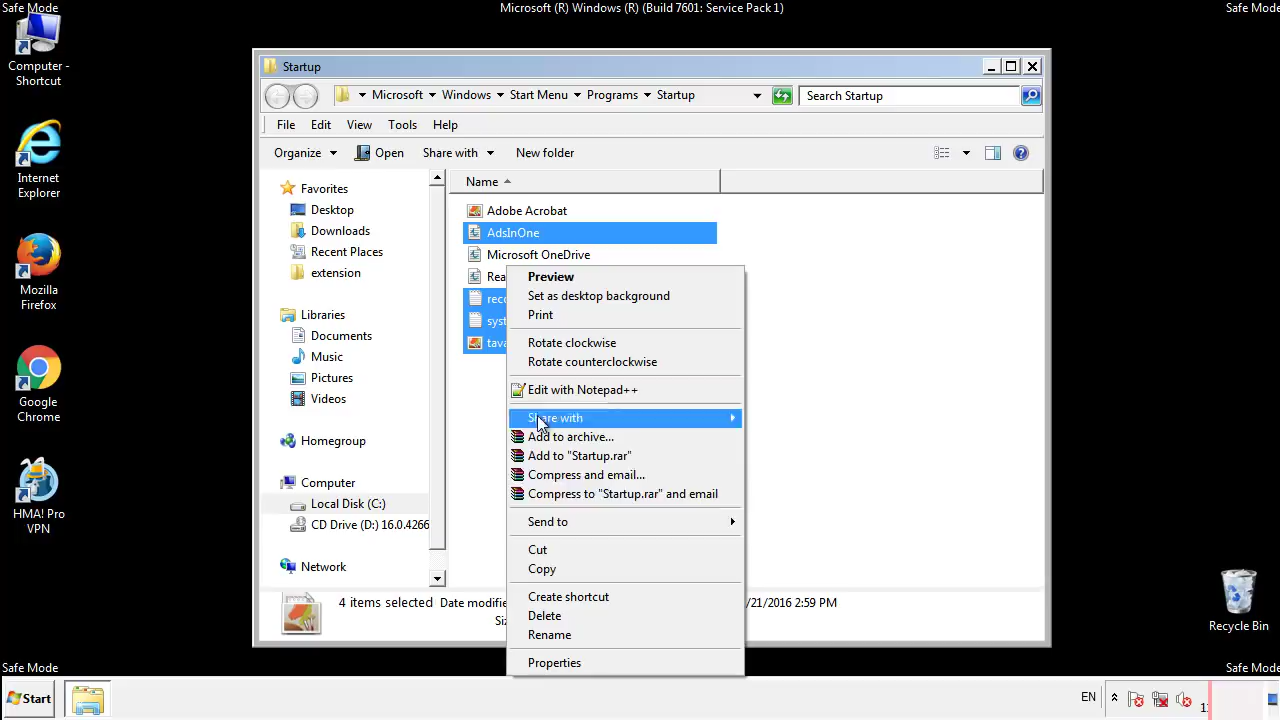 Safe Mode
Microsoft (R) Windows (R) (Build 7601: Service Pack 1)
Safe Mode
Computer - Shortcut
Internet Explorer
Mozilla Firefox
Google Chrome
HMA! Pro VPN
Startup
Microsoft Windows Start Menu Programs Startup
Search Startup
File Edit View Tools Help
Organize Open Share with New folder
Favorites
Desktop
Downloads
Recent Places
extension
Libraries
Documents
Music
Pictures
Videos
Homegroup
Computer
Local Disk (C:)
CD Drive (D:) 16.0.4266
Network
Name
Adobe Acrobat
AdsInOne
Microsoft OneDrive
Rea
reco
syst
tava
Preview
Set as desktop background
Print
Rotate clockwise
Rotate counterclockwise
Edit with Notepad++
Share with
Add to archive...
Add to "Startup.rar"
Compress and email...
Compress to "Startup.rar" and email
Send to
Cut
Copy
Create shortcut
Delete
Rename
Properties
4 items selected Date modifie
/21/2016 2:59 PM
Recycle Bin
Safe Mode
Safe Mode
Start
EN